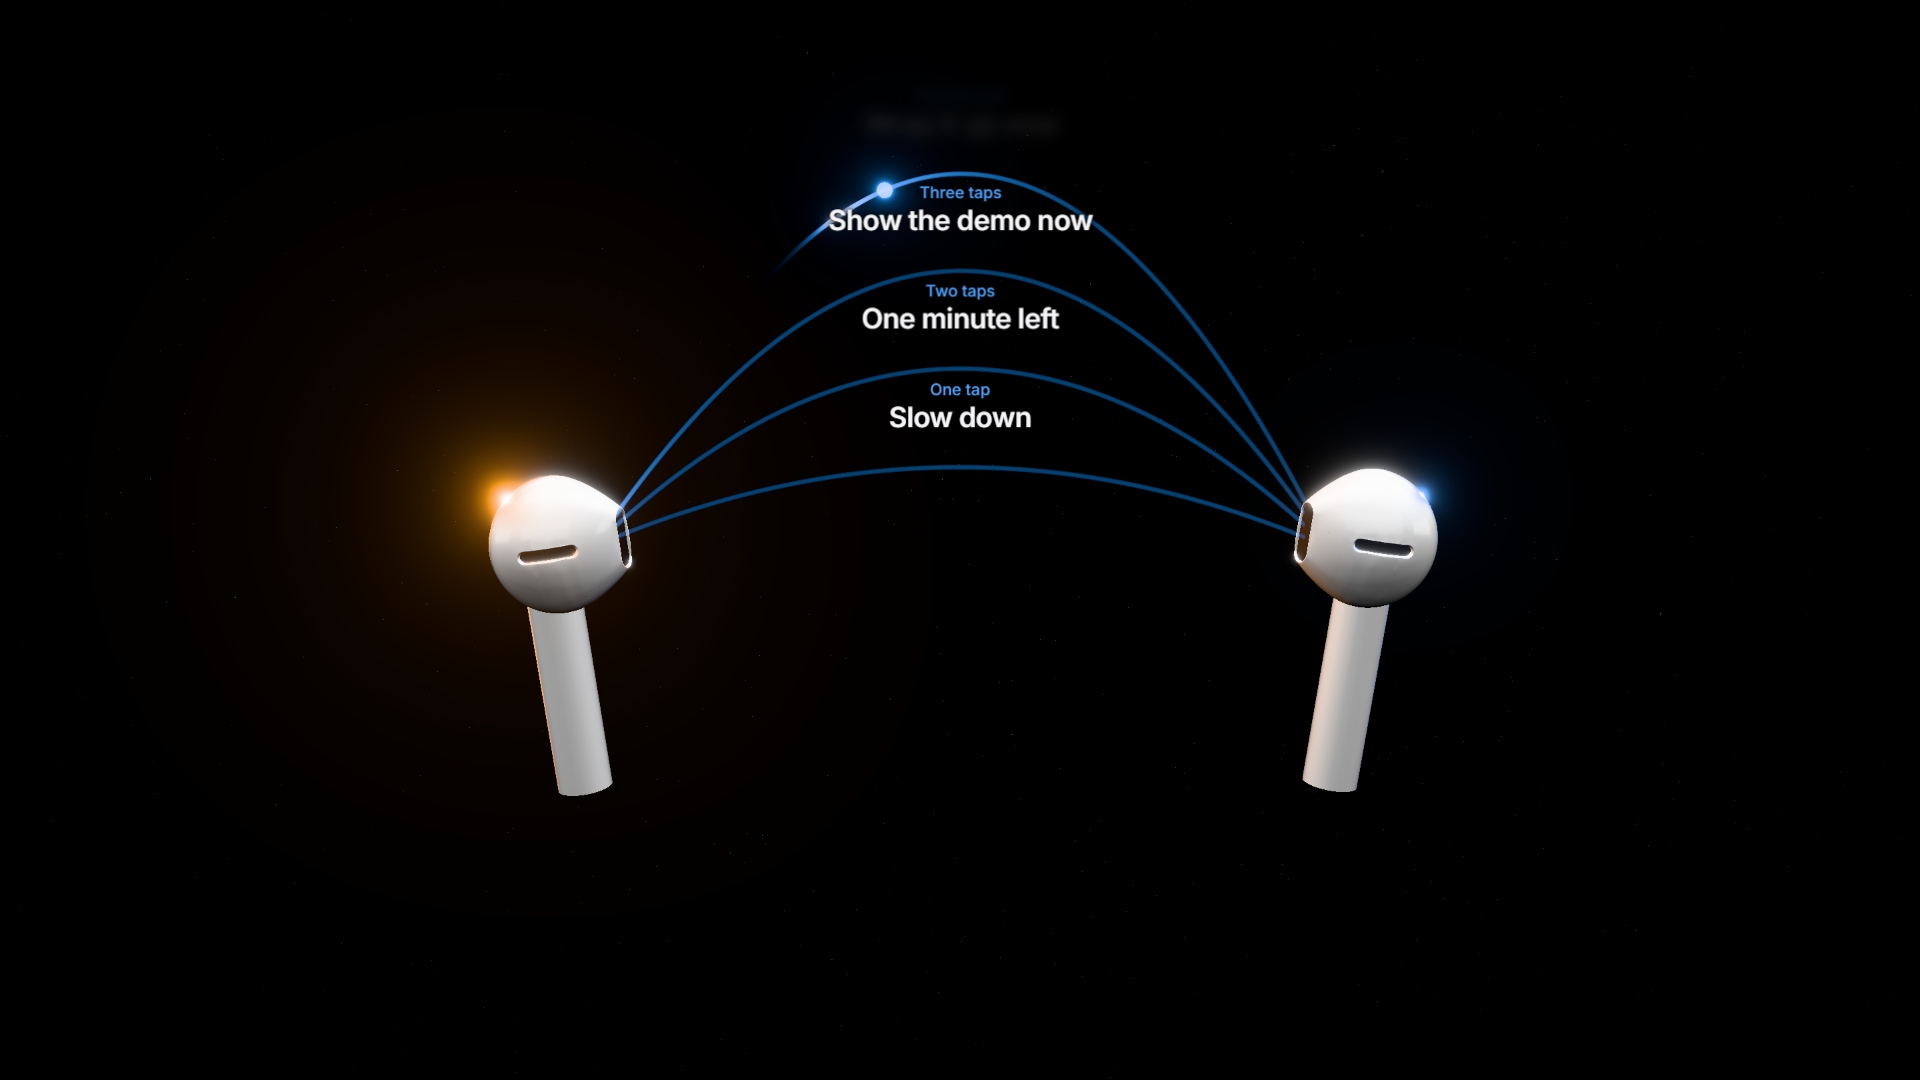 Three taps
Show the demo now
Two taps
One minute left
One tap
Slow down